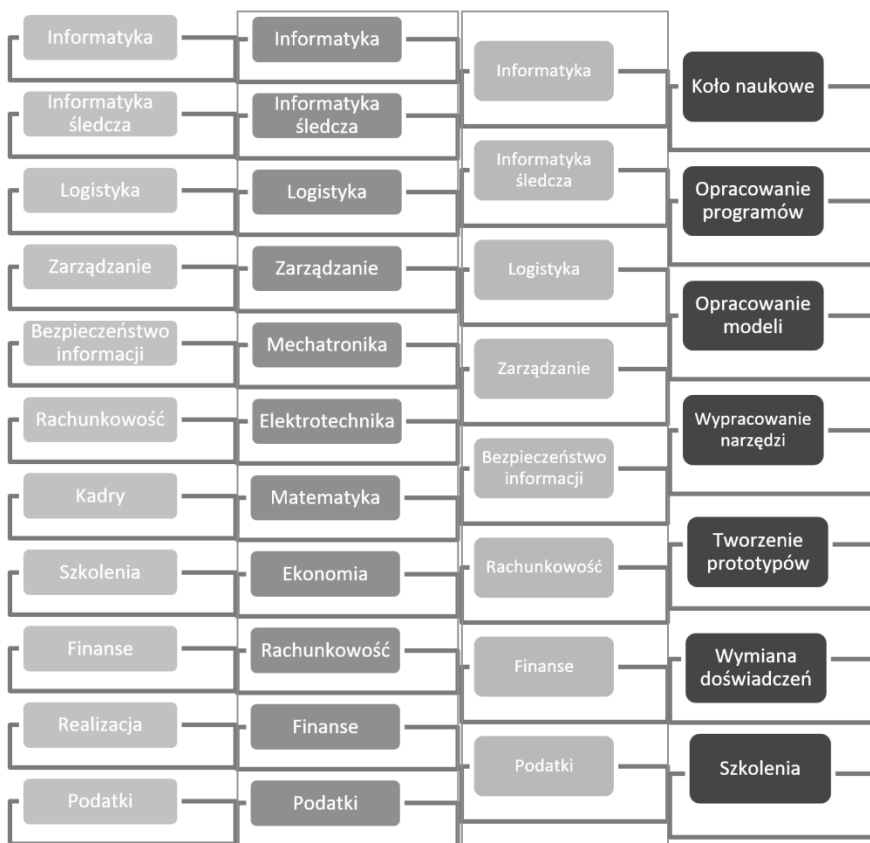 Informatyka
Informatyka
śledcza
Logistyka
Zarządzanie
Bezpieczeństwo
informacji
Rachunkowość
Kadry
Szkolenia
Finanse
Realizacja
Podatki
Informatyka
Informatyka
śledcza
Logistyka
Zarządzanie
Mechatronika
Elektrotechnika
Matematyka
Ekonomia
Rachunkowość
Finanse
Podatki
Informatyka
Informatyka
śledcza
Logistyka
Zarządzanie
Bezpieczeństwo
informacji
Rachunkowość
Finanse
Podatki
Koło naukowe
Opracowanie
programów
Opracowanie
modeli
Wypracowanie
narzędzi
Tworzenie
prototypów
Wymiana
doświadczeń
Szkolenia